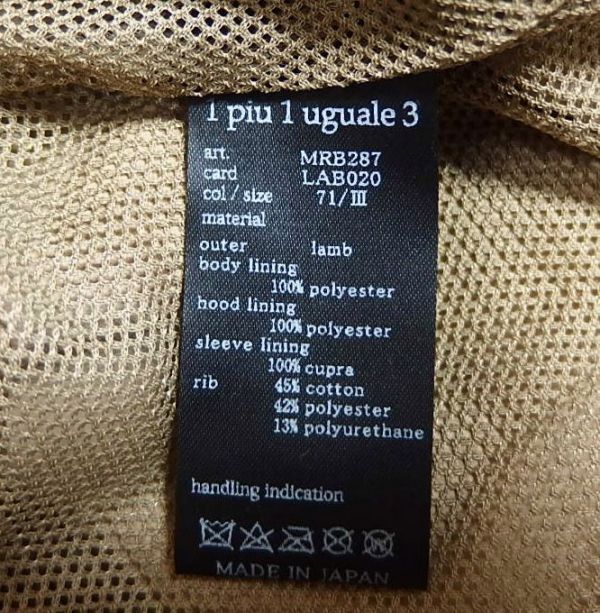 1 piu 1 uguale 3
art. MRB287
card LAB020
col / size 71/III
material
outer lamb
body lining
100% polyester
hood lining
100% polyester
sleeve lining
100% cupra
rib 45% cotton
42% polyester
13% polyurethane
handling indication
MADE IN JAPAN